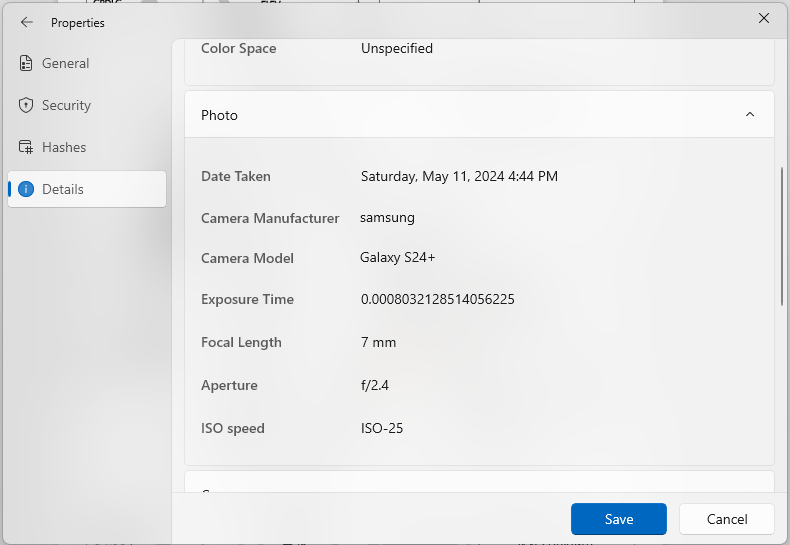 Properties
General
Security
Hashes
Details
Color Space Unspecified
Photo
Date Taken Saturday, May 11, 2024 4:44 PM
Camera Manufacturer samsung
Camera Model Galaxy S24+
Exposure Time 0.0008032128514056225
Focal Length 7 mm
Aperture f/2.4
ISO speed ISO-25
Save Cancel